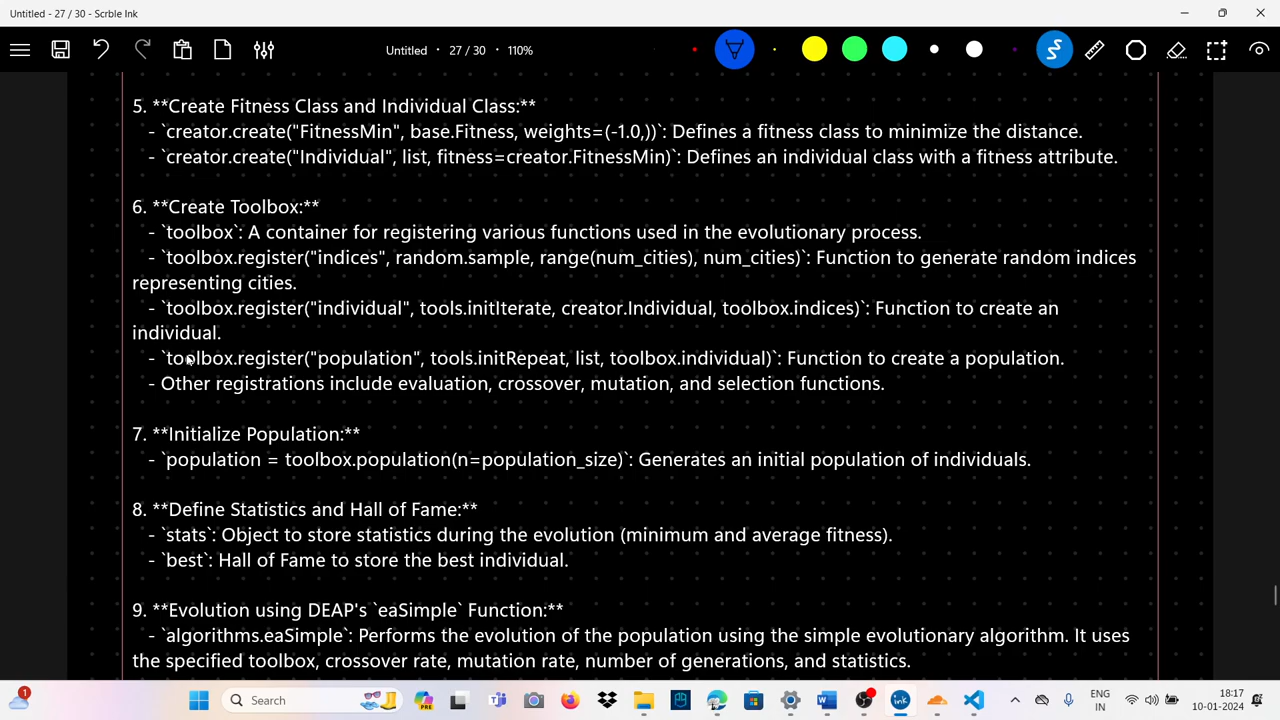 Untitled - 27 / 30 - Scrble Ink
Untitled • 27 / 30 • 110%
5. **Create Fitness Class and Individual Class:**
- `creator.create("FitnessMin", base.Fitness, weights=(-1.0,))`: Defines a fitness class to minimize the distance.
- `creator.create("Individual", list, fitness=creator.FitnessMin)`: Defines an individual class with a fitness attribute.
6. **Create Toolbox:**
- `toolbox`: A container for registering various functions used in the evolutionary process.
- `toolbox.register("indices", random.sample, range(num_cities), num_cities)`: Function to generate random indices
representing cities.
- `toolbox.register("individual", tools.initIterate, creator.Individual, toolbox.indices)`: Function to create an
individual.
- `toolbox.register("population", tools.initRepeat, list, toolbox.individual)`: Function to create a population.
- Other registrations include evaluation, crossover, mutation, and selection functions.
7. **Initialize Population:**
- `population = toolbox.population(n=population_size)`: Generates an initial population of individuals.
8. **Define Statistics and Hall of Fame:**
- `stats`: Object to store statistics during the evolution (minimum and average fitness).
- `best`: Hall of Fame to store the best individual.
9. **Evolution using DEAP's `eaSimple` Function:**
- `algorithms.eaSimple`: Performs the evolution of the population using the simple evolutionary algorithm. It uses
the specified toolbox, crossover rate, mutation rate, number of generations, and statistics.
1
Search
PRE
ink
ENG
IN
18:17
10-01-2024